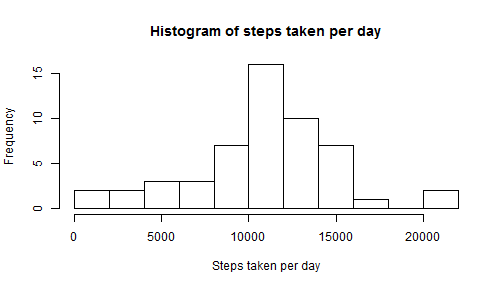 Histogram of steps taken per day
Frequency
15
10
5
0
0 5000 10000 15000 20000
Steps taken per day